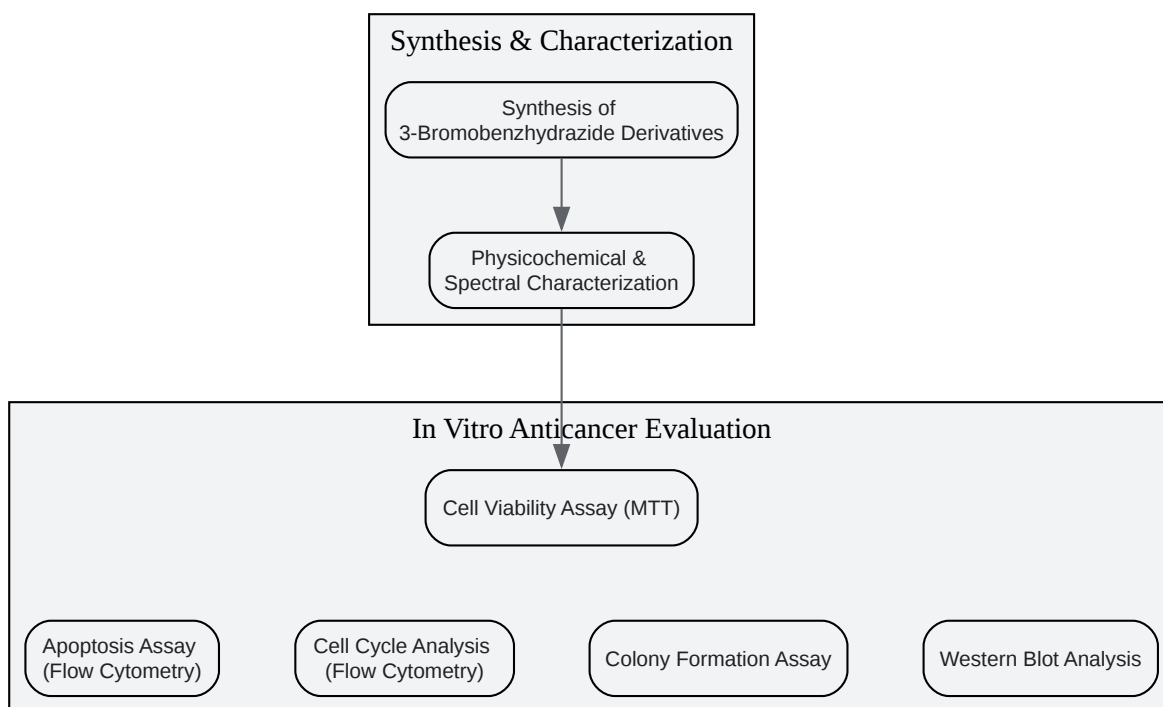 Synthesis & Characterization
Synthesis of
3-Bromobenzhydrazide Derivatives
Physicochemical &
Spectral Characterization
In Vitro Anticancer Evaluation
Cell Viability Assay (MTT)
Apoptosis Assay
(Flow Cytometry)
Cell Cycle Analysis
(Flow Cytometry)
Colony Formation Assay
Western Blot Analysis